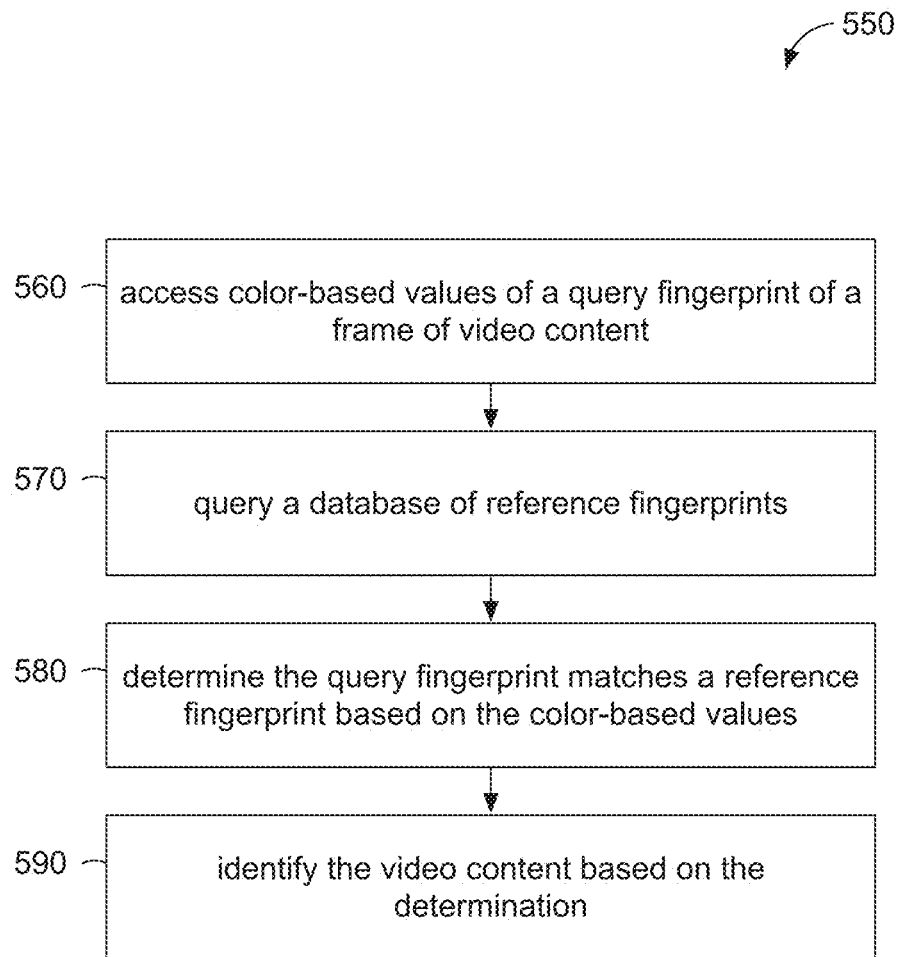 550
560
access color-based values of a query fingerprint of a
frame of video content
570
query a database of reference fingerprints
580
determine the query fingerprint matches a reference
fingerprint based on the color-based values
590
identify the video content based on the
determination